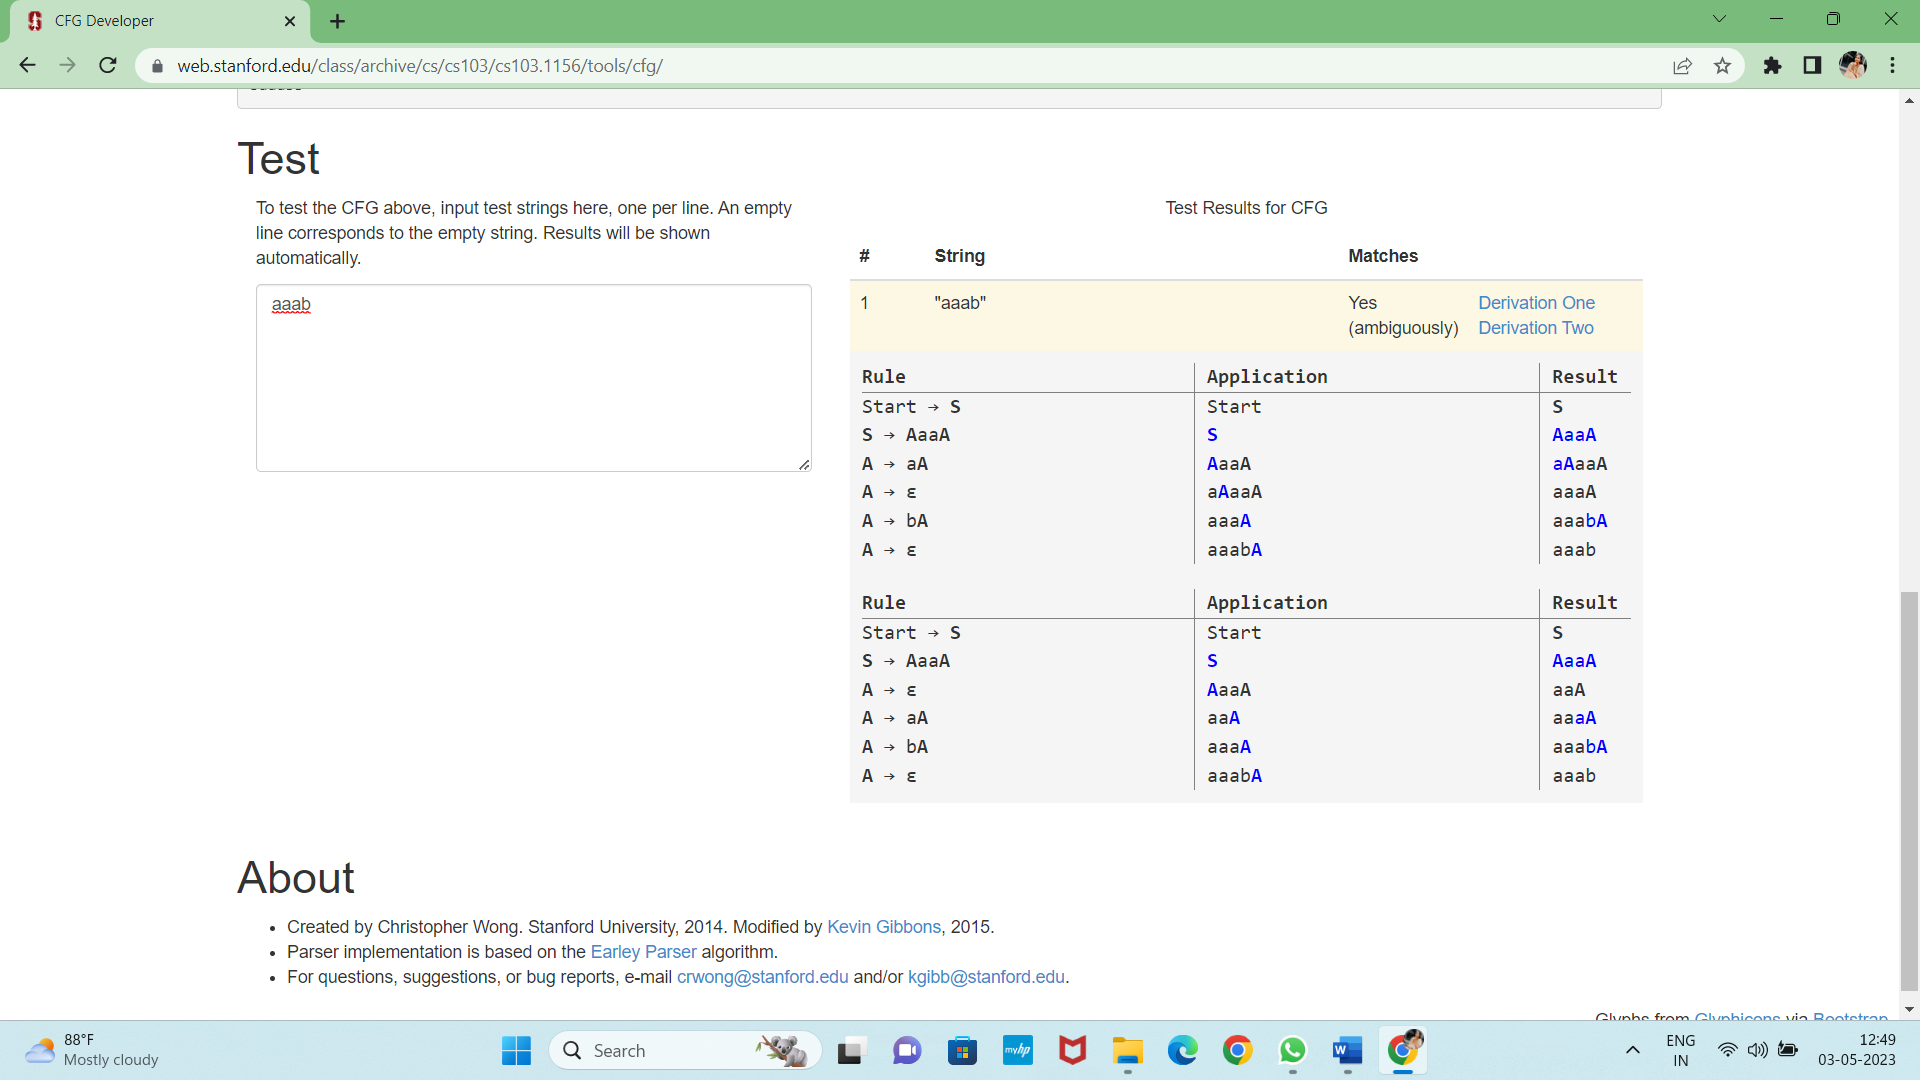 CFG Developer
web.stanford.edu/class/archive/cs/cs103/cs103.1156/tools/cfg/
Test
To test the CFG above, input test strings here, one per line. An empty
line corresponds to the empty string. Results will be shown
automatically.
aaab
Test Results for CFG
# String Matches
1 "aaab" Yes Derivation One
(ambiguously) Derivation Two
Rule Application Result
Start → S Start S
S → AaaA S AaaA
A → aA AaaA aAaaA
A → ε aAaaA aaaA
A → bA aaaA aaabA
A → ε aaabA aaab
Rule Application Result
Start → S Start S
S → AaaA S AaaA
A → ε AaaA aaA
A → aA aaA aaaA
A → bA aaaA aaabA
A → ε aaabA aaab
About
• Created by Christopher Wong. Stanford University, 2014. Modified by Kevin Gibbons, 2015.
• Parser implementation is based on the Earley Parser algorithm.
• For questions, suggestions, or bug reports, e-mail crwong@stanford.edu and/or kgibb@stanford.edu.
Glyphs from Glyphicons via Bootstrap
88°F
Mostly cloudy
Search
myhp
W
ENG
IN
12:49
03-05-2023